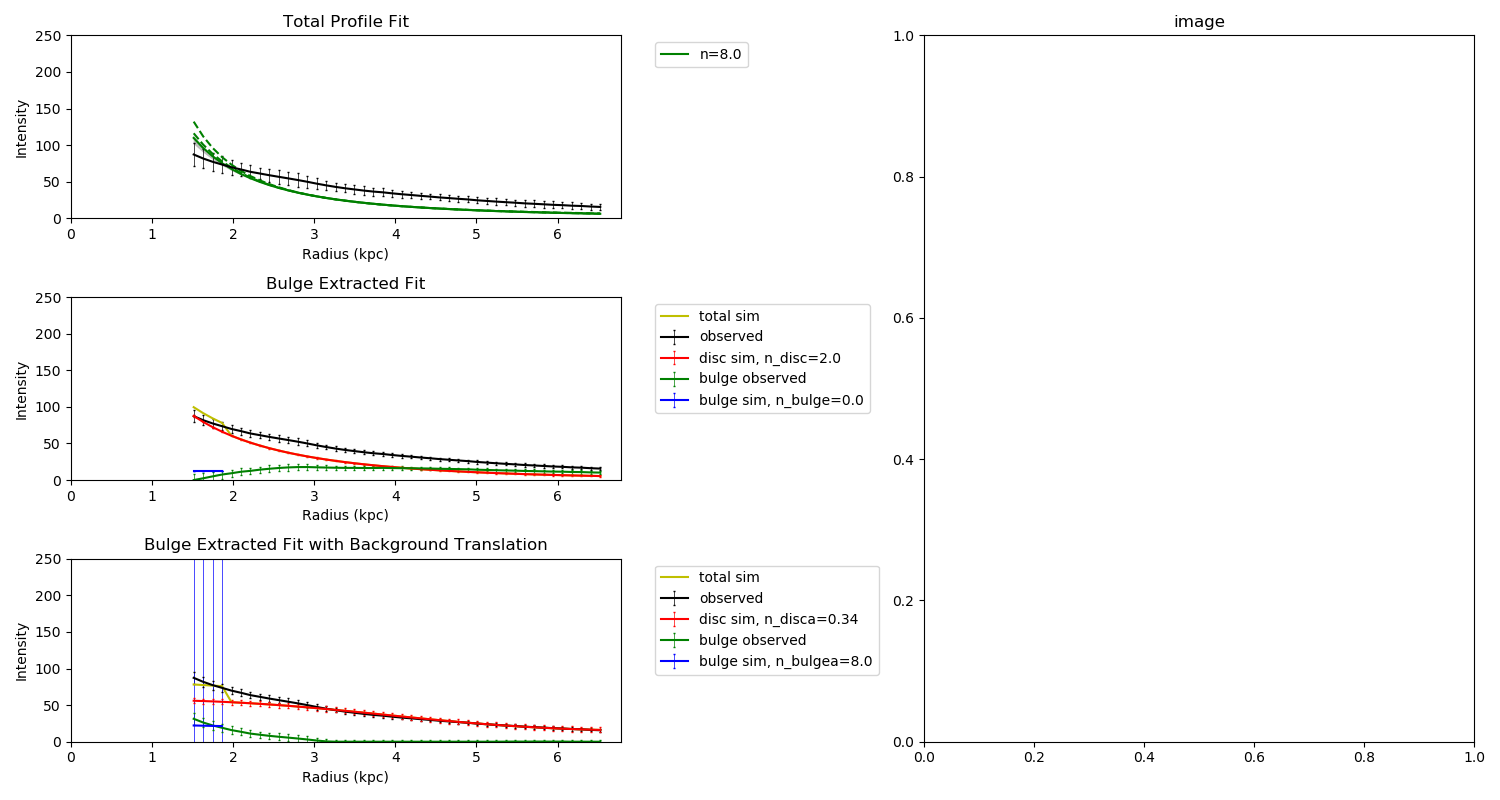 Total Profile Fit
250
200
150
100
50
0
Intensity
0 1 2 3 4 5 6
Radius (kpc)
n=8.0
Bulge Extracted Fit
250
200
150
100
50
0
Intensity
0 1 2 3 4 5 6
Radius (kpc)
total sim
observed
disc sim, n_disc=2.0
bulge observed
bulge sim, n_bulge=0.0
Bulge Extracted Fit with Background Translation
250
200
150
100
50
0
Intensity
0 1 2 3 4 5 6
Radius (kpc)
total sim
observed
disc sim, n_disca=0.34
bulge observed
bulge sim, n_bulgea=8.0
image
1.0
0.8
0.6
0.4
0.2
0.0
0.0 0.2 0.4 0.6 0.8 1.0